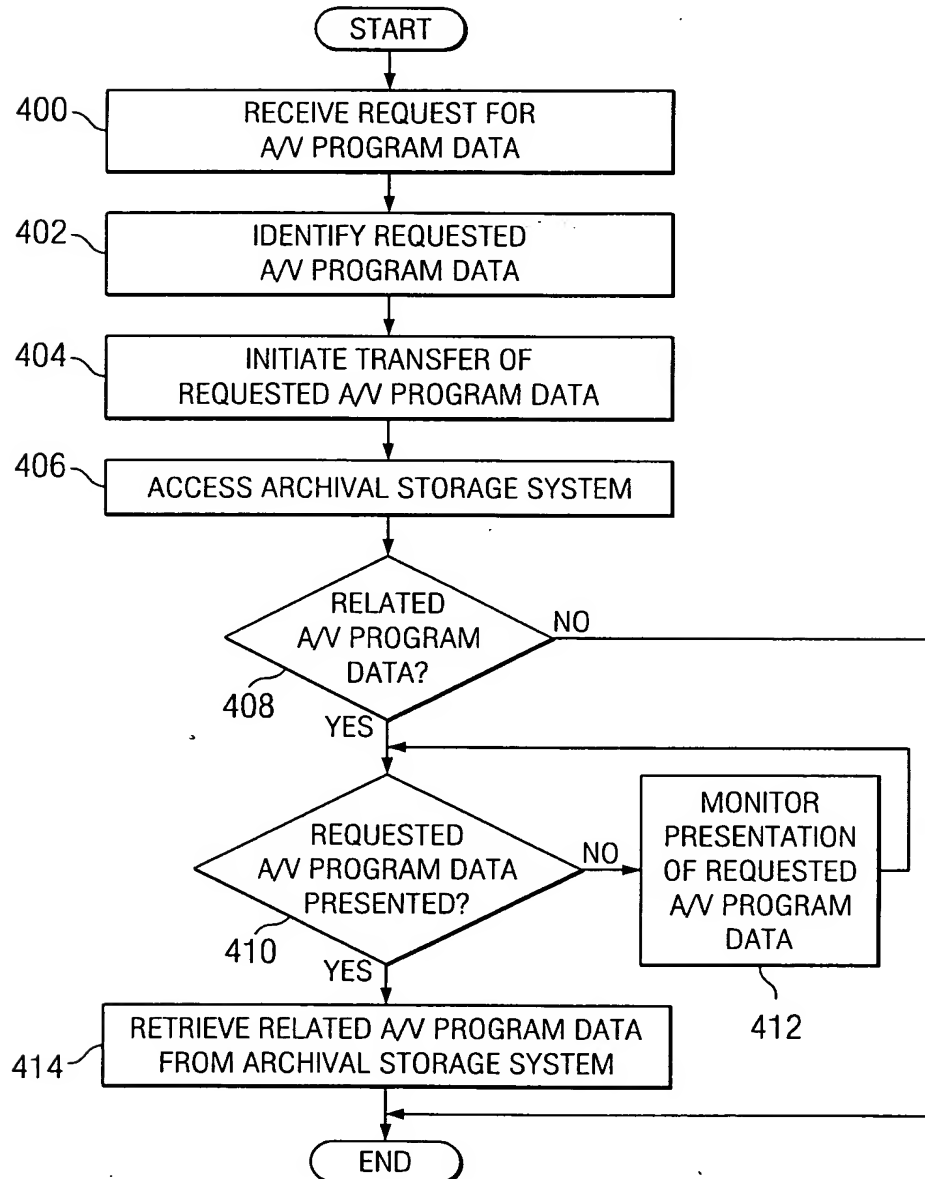 START
400
RECEIVE REQUEST FOR
A/V PROGRAM DATA
402
IDENTIFY REQUESTED
A/V PROGRAM DATA
404
INITIATE TRANSFER OF
REQUESTED A/V PROGRAM DATA
406
ACCESS ARCHIVAL STORAGE SYSTEM
RELATED
A/V PROGRAM
DATA?
NO
408
YES
REQUESTED
A/V PROGRAM DATA
PRESENTED?
NO
MONITOR
PRESENTATION
OF REQUESTED
A/V PROGRAM
DATA
410
YES
412
RETRIEVE RELATED A/V PROGRAM DATA
FROM ARCHIVAL STORAGE SYSTEM
414
END